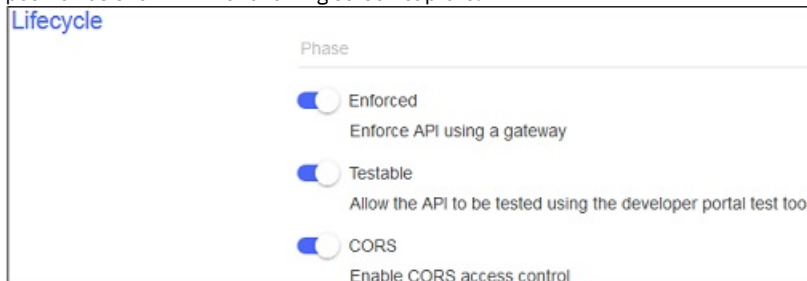 Lifecycle
Phase
Enforced
Enforce API using a gateway
Testable
Allow the API to be tested using the developer portal test too
CORS
Enable CORS access control